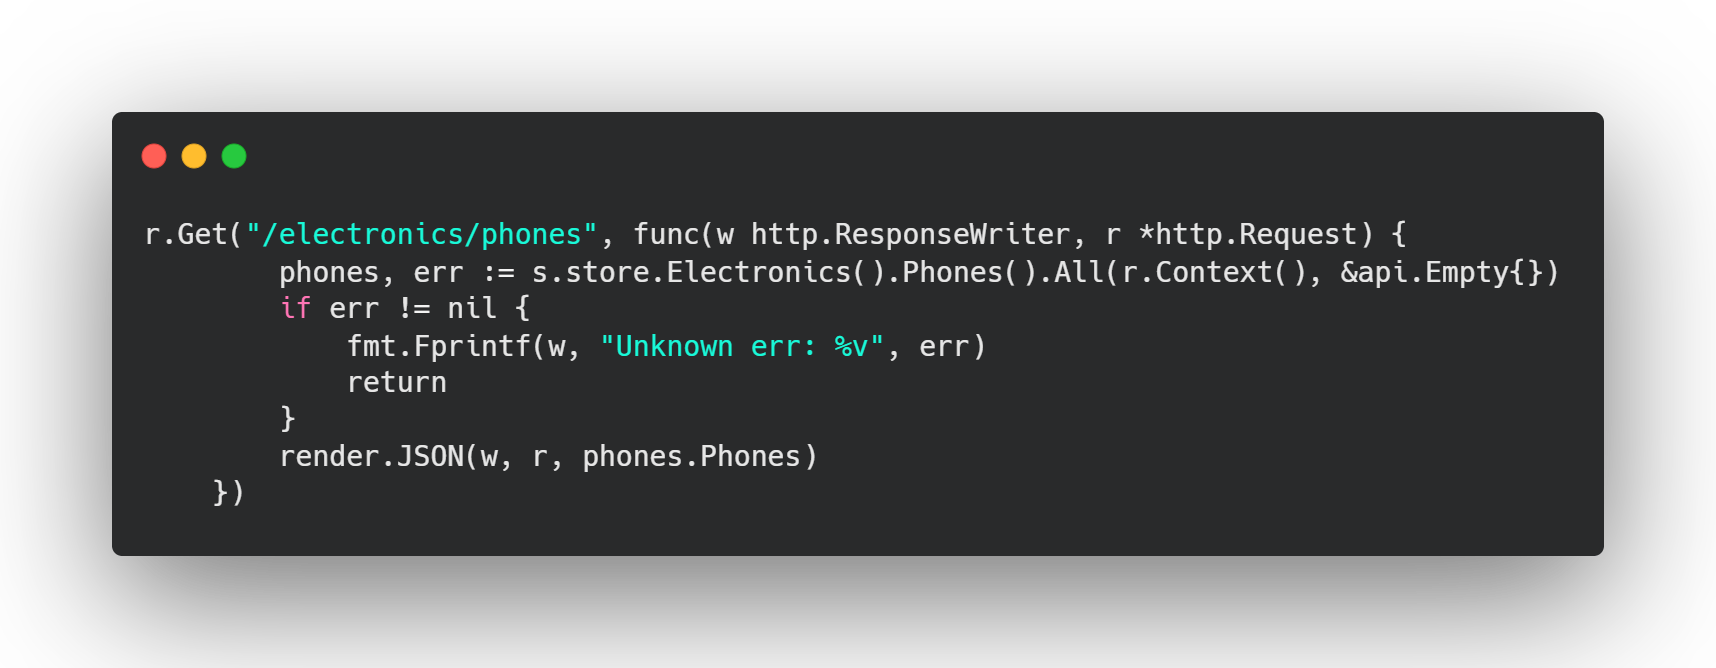 r.Get("/electronics/phones", func(w http.ResponseWriter, r *http.Request) {
        phones, err := s.store.Electronics().Phones().All(r.Context(), &api.Empty{})
        if err != nil {
            fmt.Fprintf(w, "Unknown err: %v", err)
            return
        }
        render.JSON(w, r, phones.Phones)
    })